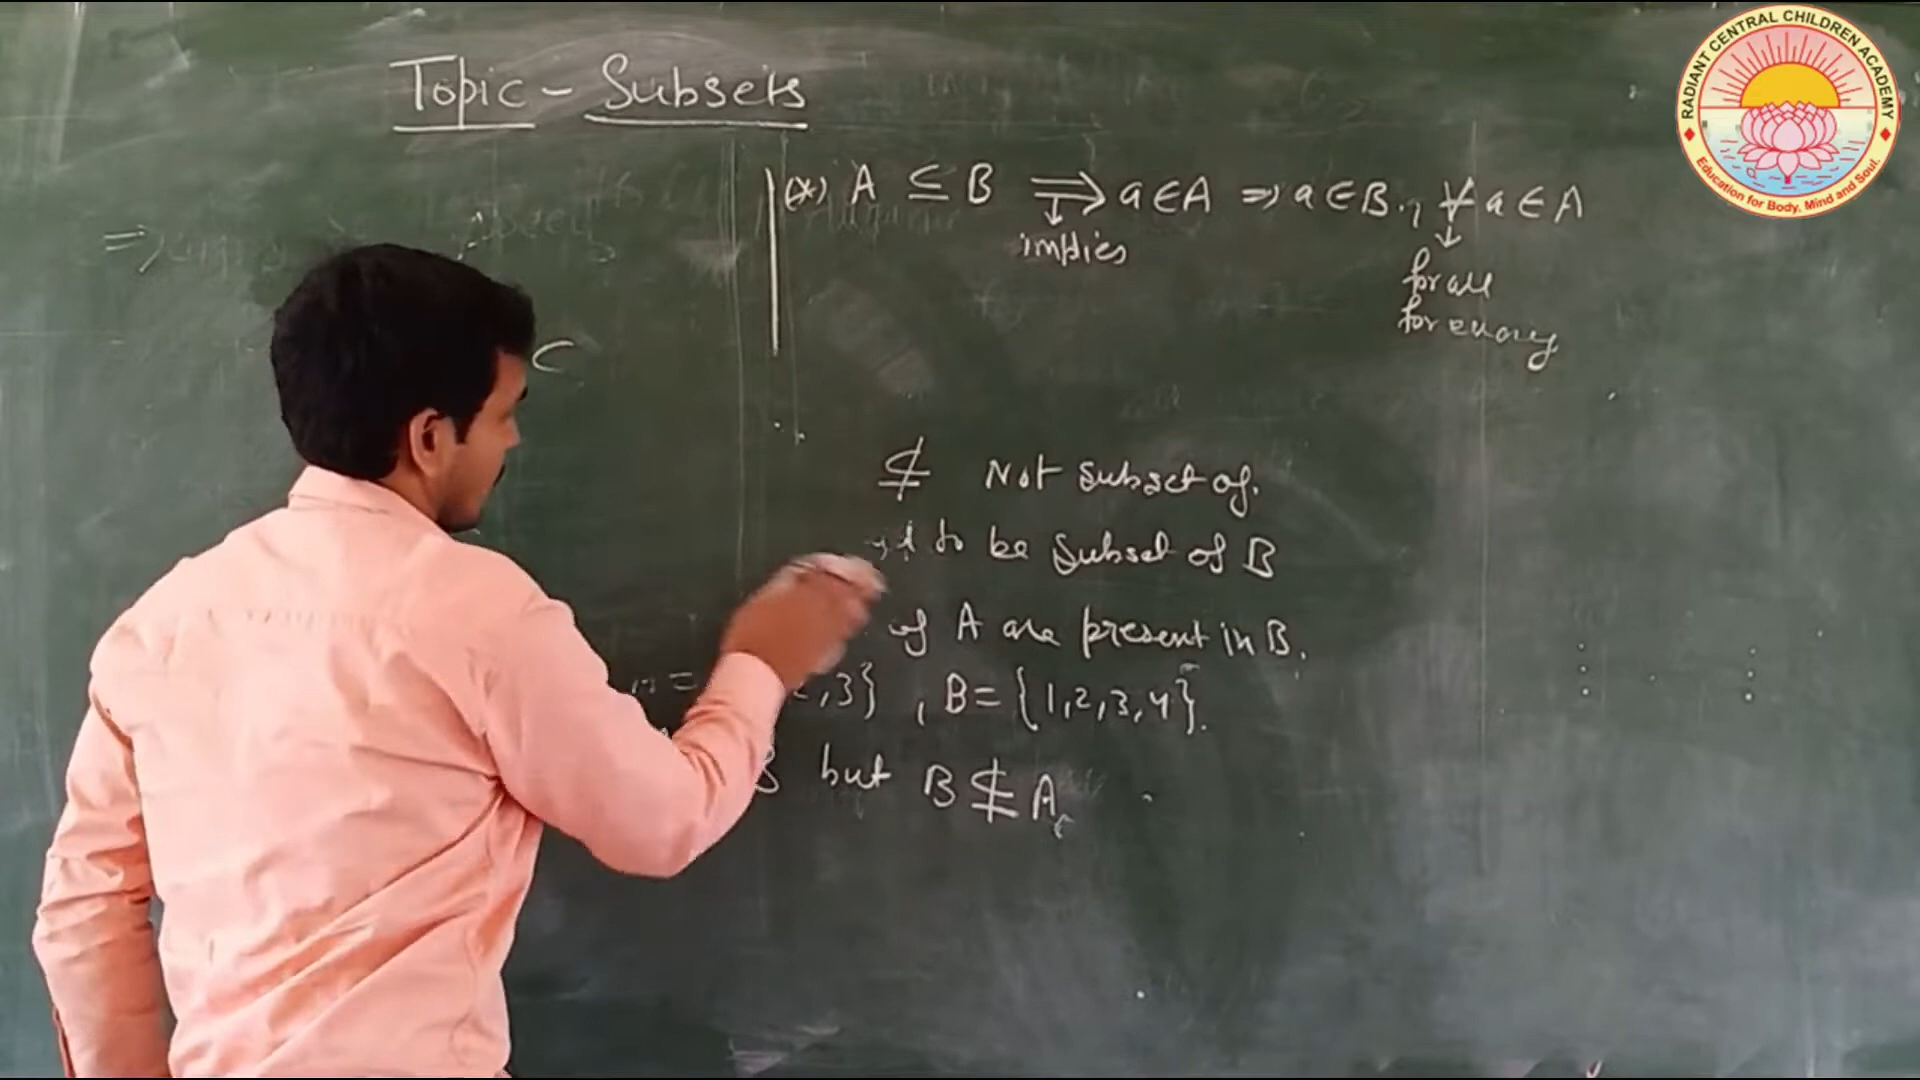 Topic - Subsets
(*) A ⊆ B ⟹ a ∈ A ⇒ a ∈ B., ∀ a ∈ A
implies
for all
for every
⊂
⊈ Not subset of.
to be subset of B
of A are present in B.
= ,3} , B = {1,2,3,4}.
B but B ⊈ A
RADIANT CENTRAL CHILDREN ACADEMY
Education for Body, Mind and Soul.